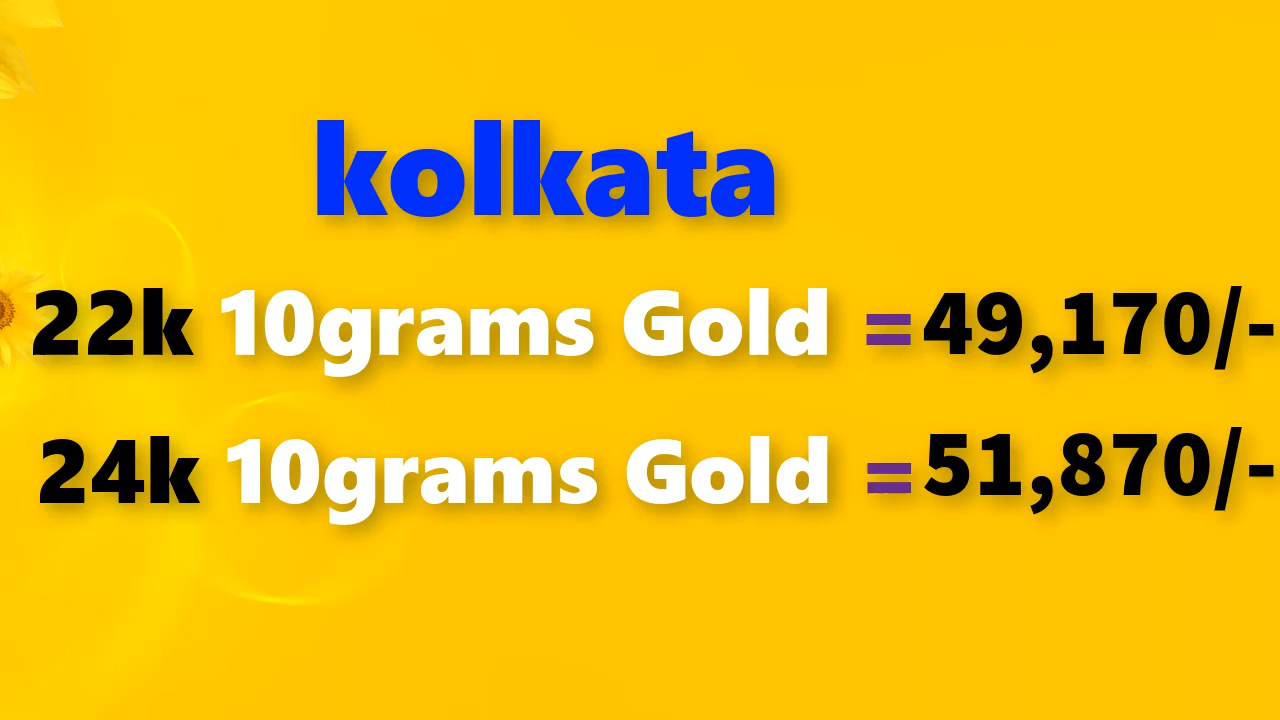 kolkata
22k 10grams Gold =49,170/-
24k 10grams Gold =51,870/-